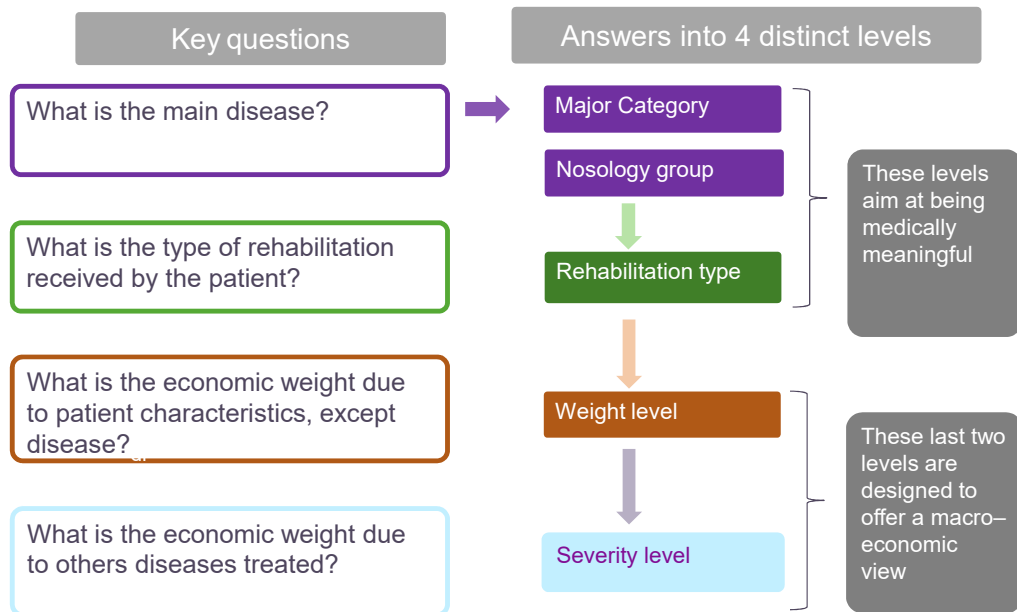 Key questions
Answers into 4 distinct levels
What is the main disease?
Major Category
Nosology group
These levels
aim at being
medically
meaningful
What is the type of rehabilitation
received by the patient?
Rehabilitation type
What is the economic weight due
to patient characteristics, except
disease?
Weight level
These last two
levels are
designed to
offer a macro–
economic
view
What is the economic weight due
to others diseases treated?
Severity level